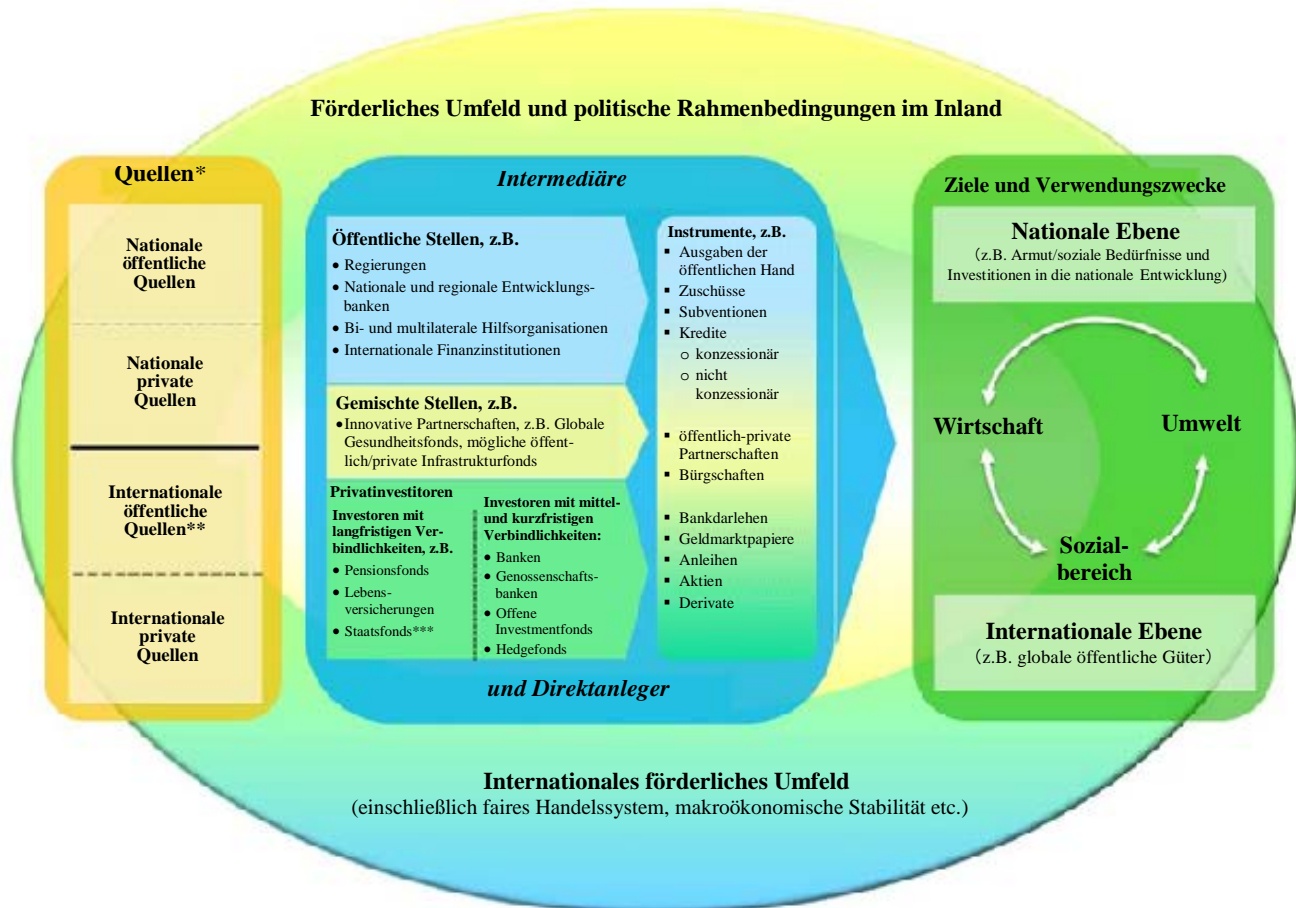 Förderliches Umfeld und politische Rahmenbedingungen im Inland
Quellen*
Nationale
öffentliche
Quellen
Nationale
private
Quellen
Internationale
öffentliche
Quellen**
Internationale
private
Quellen
Intermediäre
Öffentliche Stellen, z.B.
• Regierungen
• Nationale und regionale Entwicklungs-
banken
• Bi- und multilaterale Hilfsorganisationen
• Internationale Finanzinstitutionen
Gemischte Stellen, z.B.
• Innovative Partnerschaften, z.B. Globale
Gesundheitsfonds, mögliche öffent-
lich/private Infrastrukturfonds
Privatinvestitoren
Investoren mit
langfristigen Ver-
bindlichkeiten, z.B.
• Pensionsfonds
• Lebens-
versicherungen
• Staatsfonds***
Investoren mit mittel-
und kurzfristigen
Verbindlichkeiten:
• Banken
• Genossenschafts-
banken
• Offene
Investmentfonds
• Hedgefonds
Instrumente, z.B.
▪ Ausgaben der
öffentlichen Hand
▪ Zuschüsse
▪ Subventionen
▪ Kredite
o konzessionär
o nicht
konzessionär
▪ öffentlich-private
Partnerschaften
▪ Bürgschaften
▪ Bankdarlehen
▪ Geldmarktpapiere
▪ Anleihen
▪ Aktien
▪ Derivate
und Direktanleger
Ziele und Verwendungszwecke
Nationale Ebene
(z.B. Armut/soziale Bedürfnisse und
Investitionen in die nationale Entwicklung)
Wirtschaft
Umwelt
Sozial-
bereich
Internationale Ebene
(z.B. globale öffentliche Güter)
Internationales förderliches Umfeld
(einschließlich faires Handelssystem, makroökonomische Stabilität etc.)